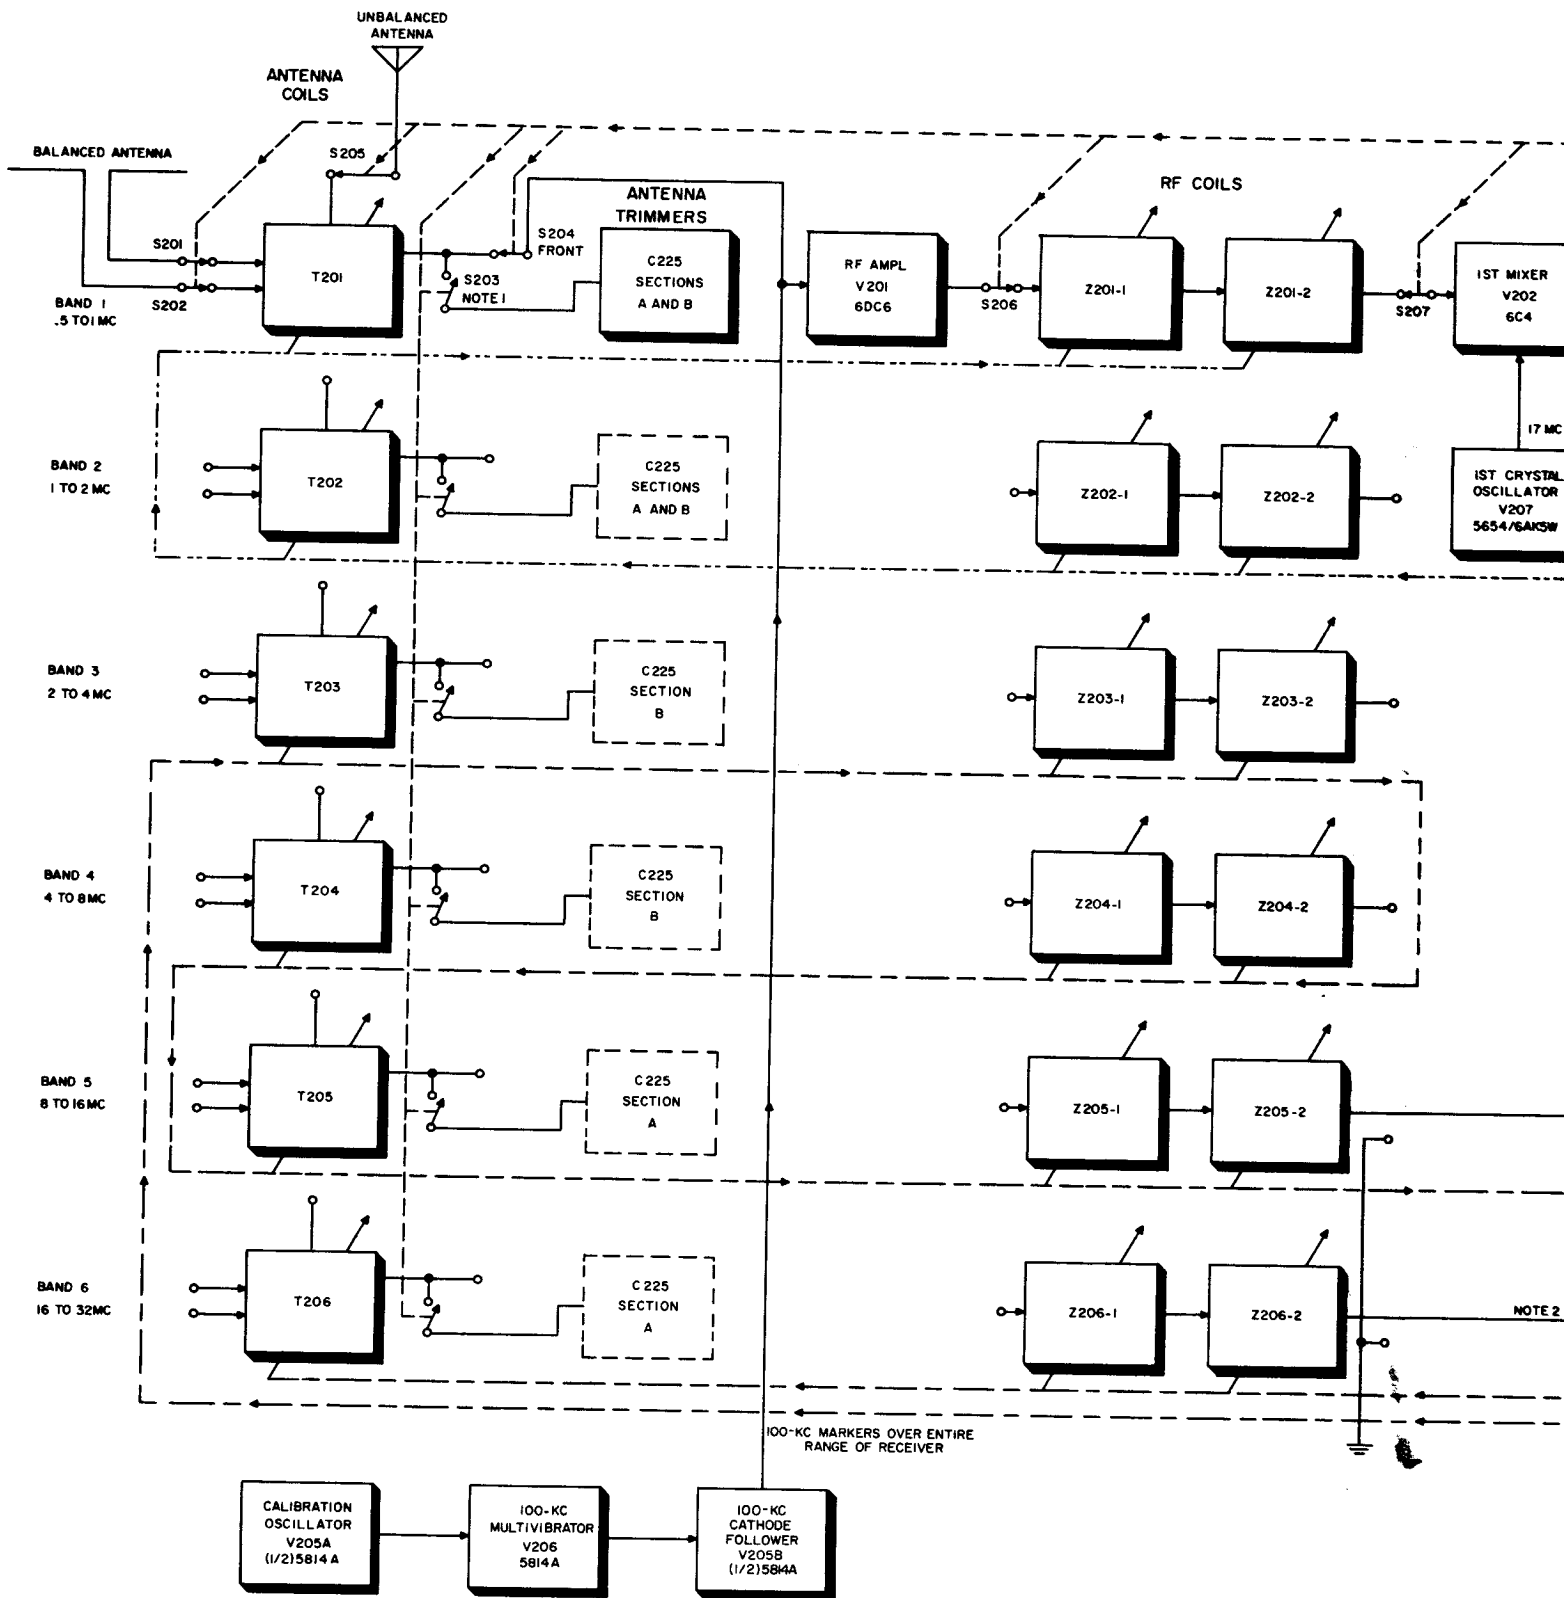 UNBALANCED
ANTENNA
ANTENNA
COILS
BALANCED ANTENNA
S205
RF COILS
ANTENNA
TRIMMERS
S201
S202
T201
S204
FRONT
S203
NOTE 1
C225
SECTIONS
A AND B
RF AMPL
V201
6DC6
S206
Z201-1
Z201-2
S207
1ST MIXER
V202
6C4
BAND 1
.5 TO 1 MC
BAND 2
1 TO 2 MC
T202
C225
SECTIONS
A AND B
Z202-1
Z202-2
17 MC
1ST CRYSTAL
OSCILLATOR
V207
5654/6AK5W
BAND 3
2 TO 4 MC
T203
C225
SECTION
B
Z203-1
Z203-2
BAND 4
4 TO 8 MC
T204
C225
SECTION
B
Z204-1
Z204-2
BAND 5
8 TO 16 MC
T205
C225
SECTION
A
Z205-1
Z205-2
BAND 6
16 TO 32MC
T206
C225
SECTION
A
Z206-1
Z206-2
NOTE 2
100-KC MARKERS OVER ENTIRE
RANGE OF RECEIVER
CALIBRATION
OSCILLATOR
V205A
(1/2)5814A
100-KC
MULTIVIBRATOR
V206
5814A
100-KC
CATHODE
FOLLOWER
V205B
(1/2)5814A